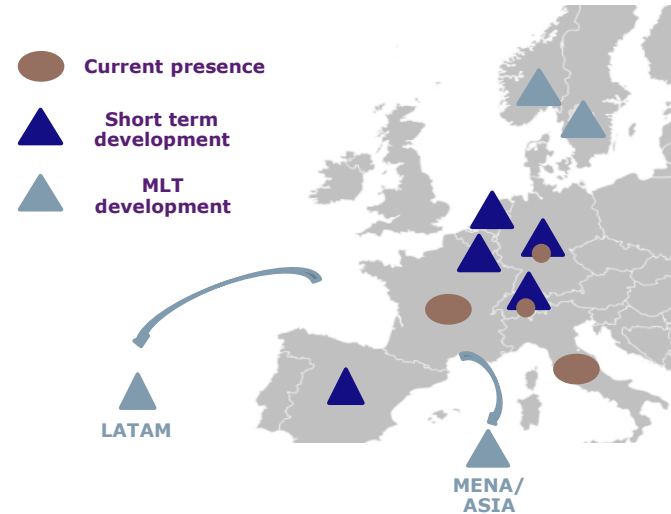 Current presence
Short term
development
MLT
development
LATAM
MENA/
ASIA